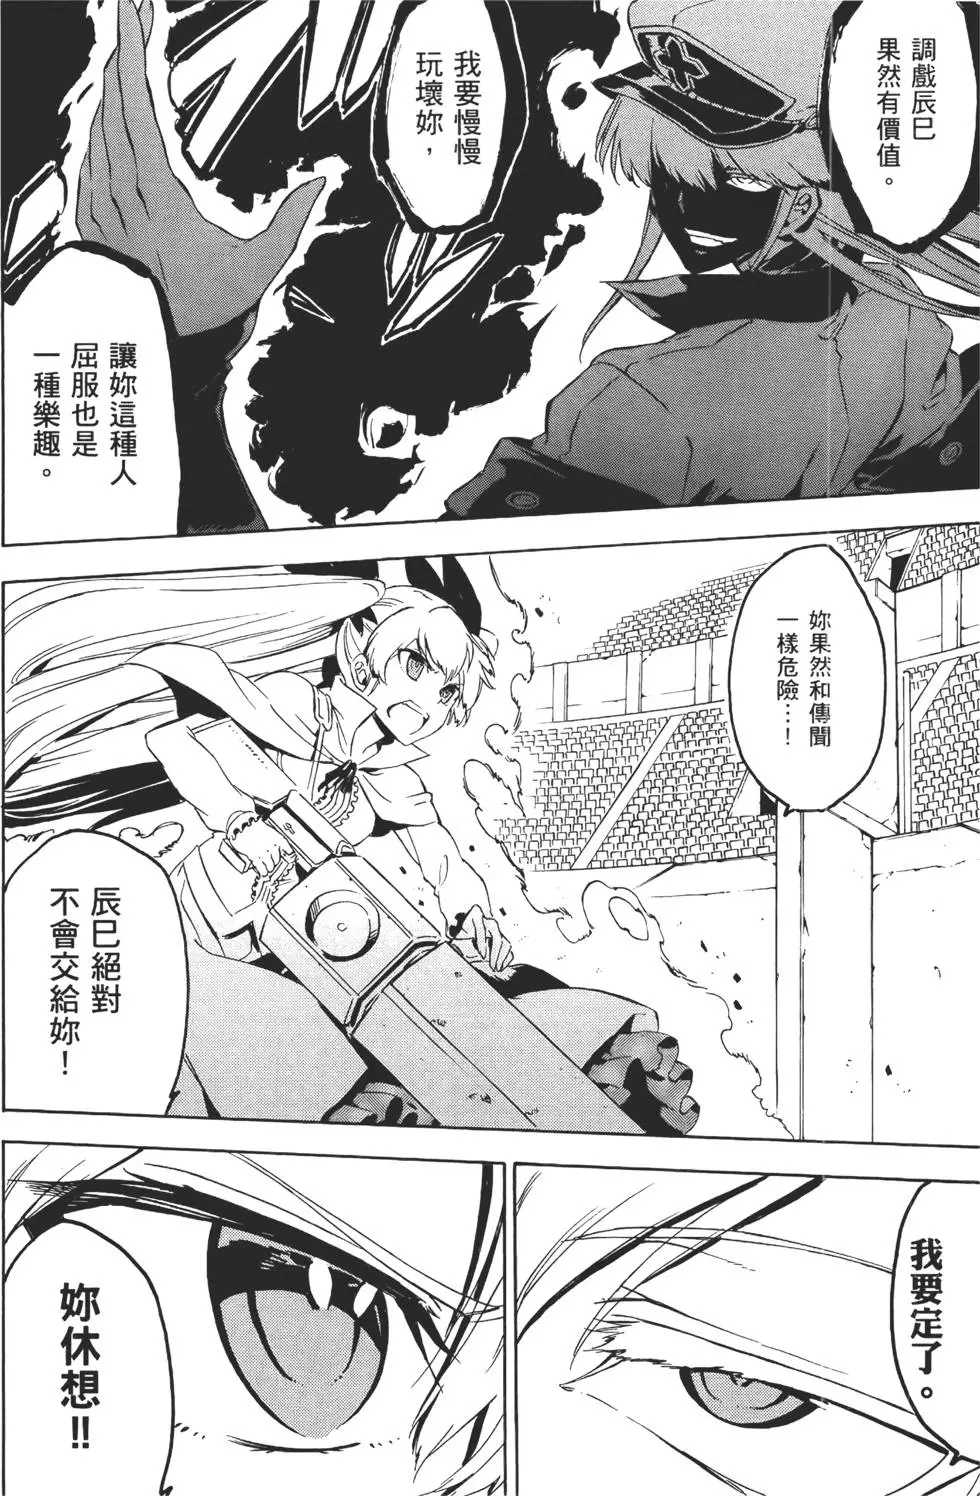 調戲辰巳
果然有價值。
我要慢慢
玩壞妳，
讓妳這種人
屈服也是
一種樂趣。
妳果然和傳聞
一樣危險…！
辰巳絕對
不會交給妳！
我要定了。
妳休想!!